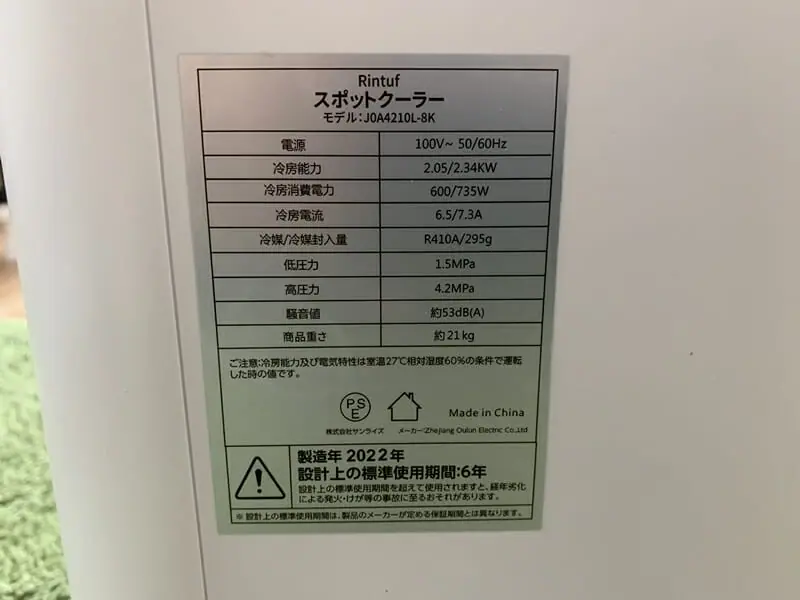 Rintuf
スポットクーラー
モデル:J0A4210L-8K
電源 100V~ 50/60Hz
冷房能力 2.05/2.34KW
冷房消費電力 600/735W
冷房電流 6.5/7.3A
冷媒/冷媒封入量 R410A/295g
低圧力 1.5MPa
高圧力 4.2MPa
騒音値 約53dB(A)
商品重さ 約21kg
ご注意:冷房能力及び電気特性は室温27℃相対湿度60%の条件で運転
した時の値です。
PSE
Made in China
株式会社サンライズ メーカー:Zhejiang Oulun Electric Co.,Ltd
製造年 2022年
設計上の標準使用期間:6年
設計上の標準使用期間を超えて使用されますと、経年劣化
による発火・けが等の事故に至るおそれがあります。
※ 設計上の標準使用期間は、製品のメーカーが定める保証期間とは異なります。